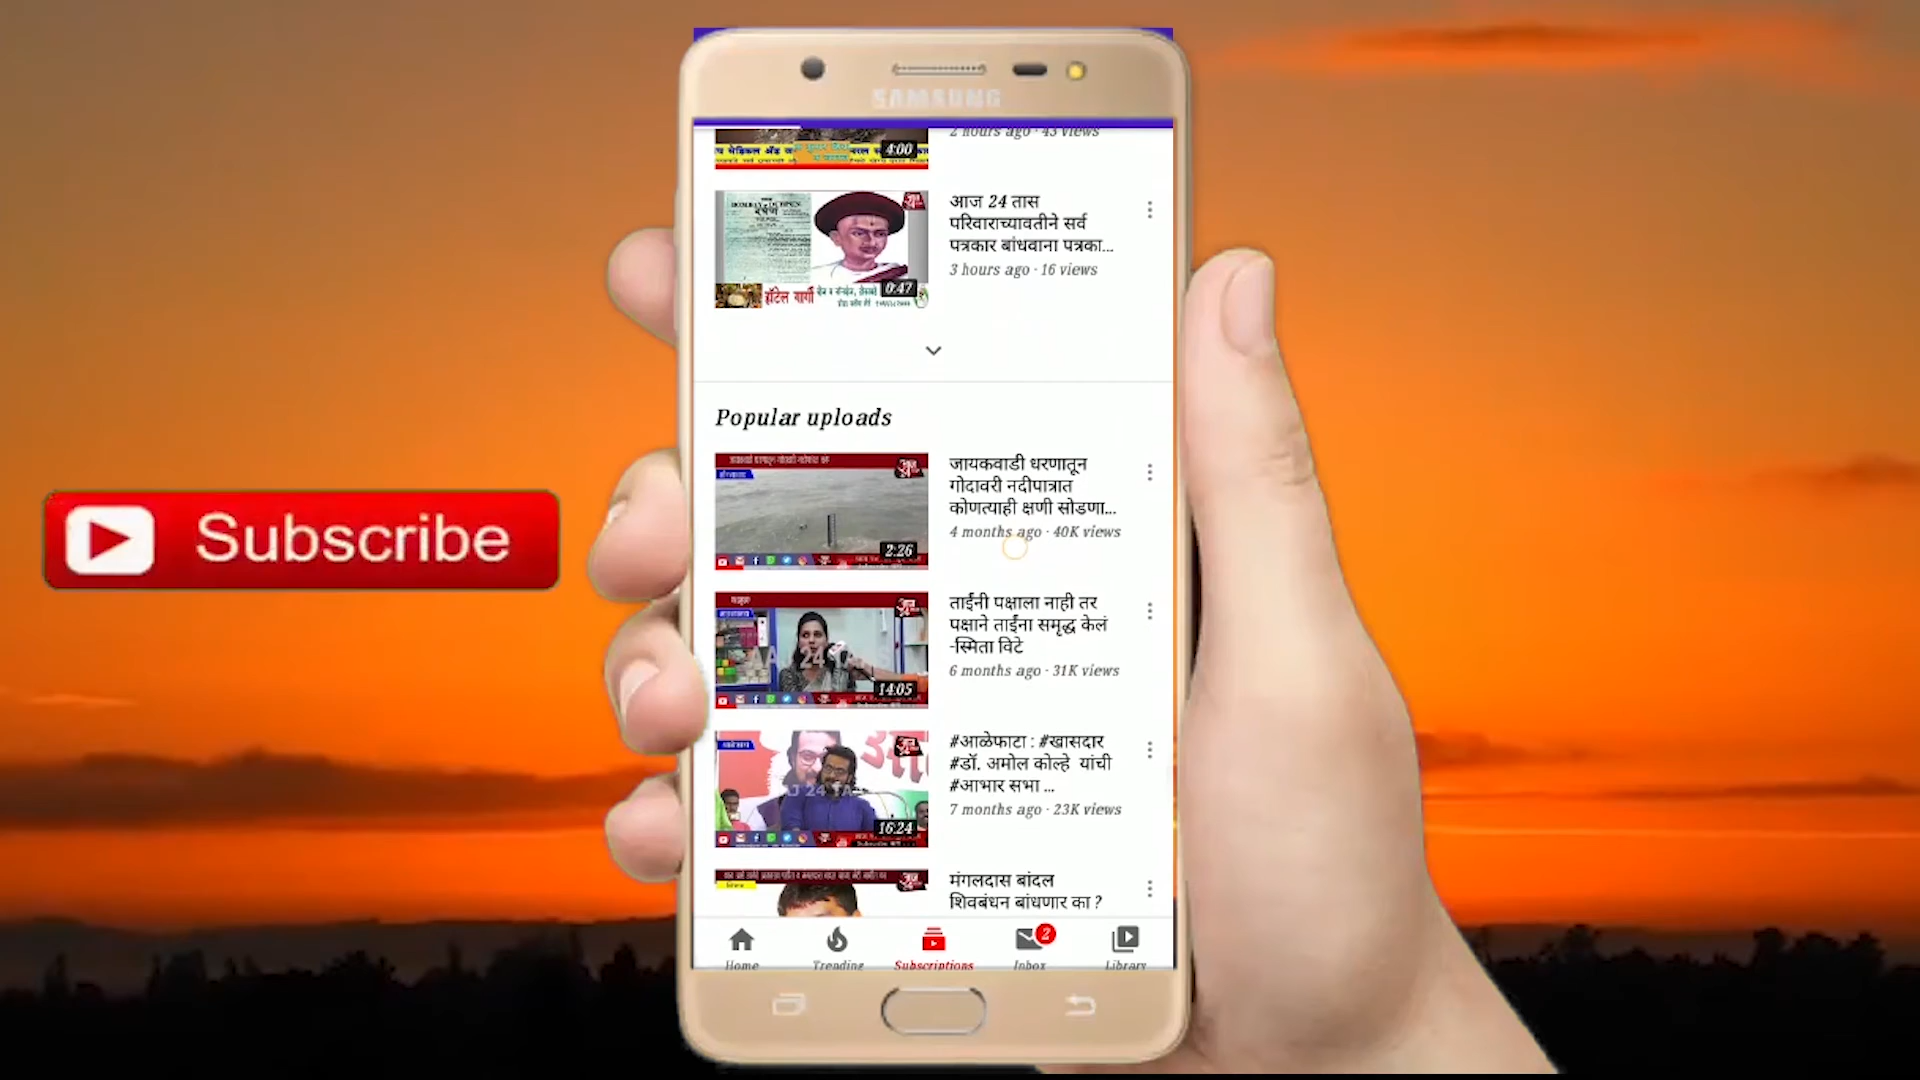 SAMSUNG
2 hours ago · 43 views
4:00
आज 24 तास
परिवाराच्यावतीने सर्व
पत्रकार बांधवाना पत्रका...
3 hours ago · 16 views
हॉटेल गार्गी
0:47
Popular uploads
जायकवाडी धरणातून
गोदावरी नदीपात्रात
कोणत्याही क्षणी सोडणा...
4 months ago · 40K views
2:26
Subscribe
ताईंनी पक्षाला नाही तर
पक्षाने ताईंना समृद्ध केलं
-स्मिता विटे
6 months ago · 31K views
14:05
#आळेफाटा : #खासदार
#डॉ. अमोल कोल्हे यांची
#आभार सभा ...
7 months ago · 23K views
16:24
मंगलदास बांदल
शिवबंधन बांधणार का ?
2
Home Trending Subscriptions Inbox Library